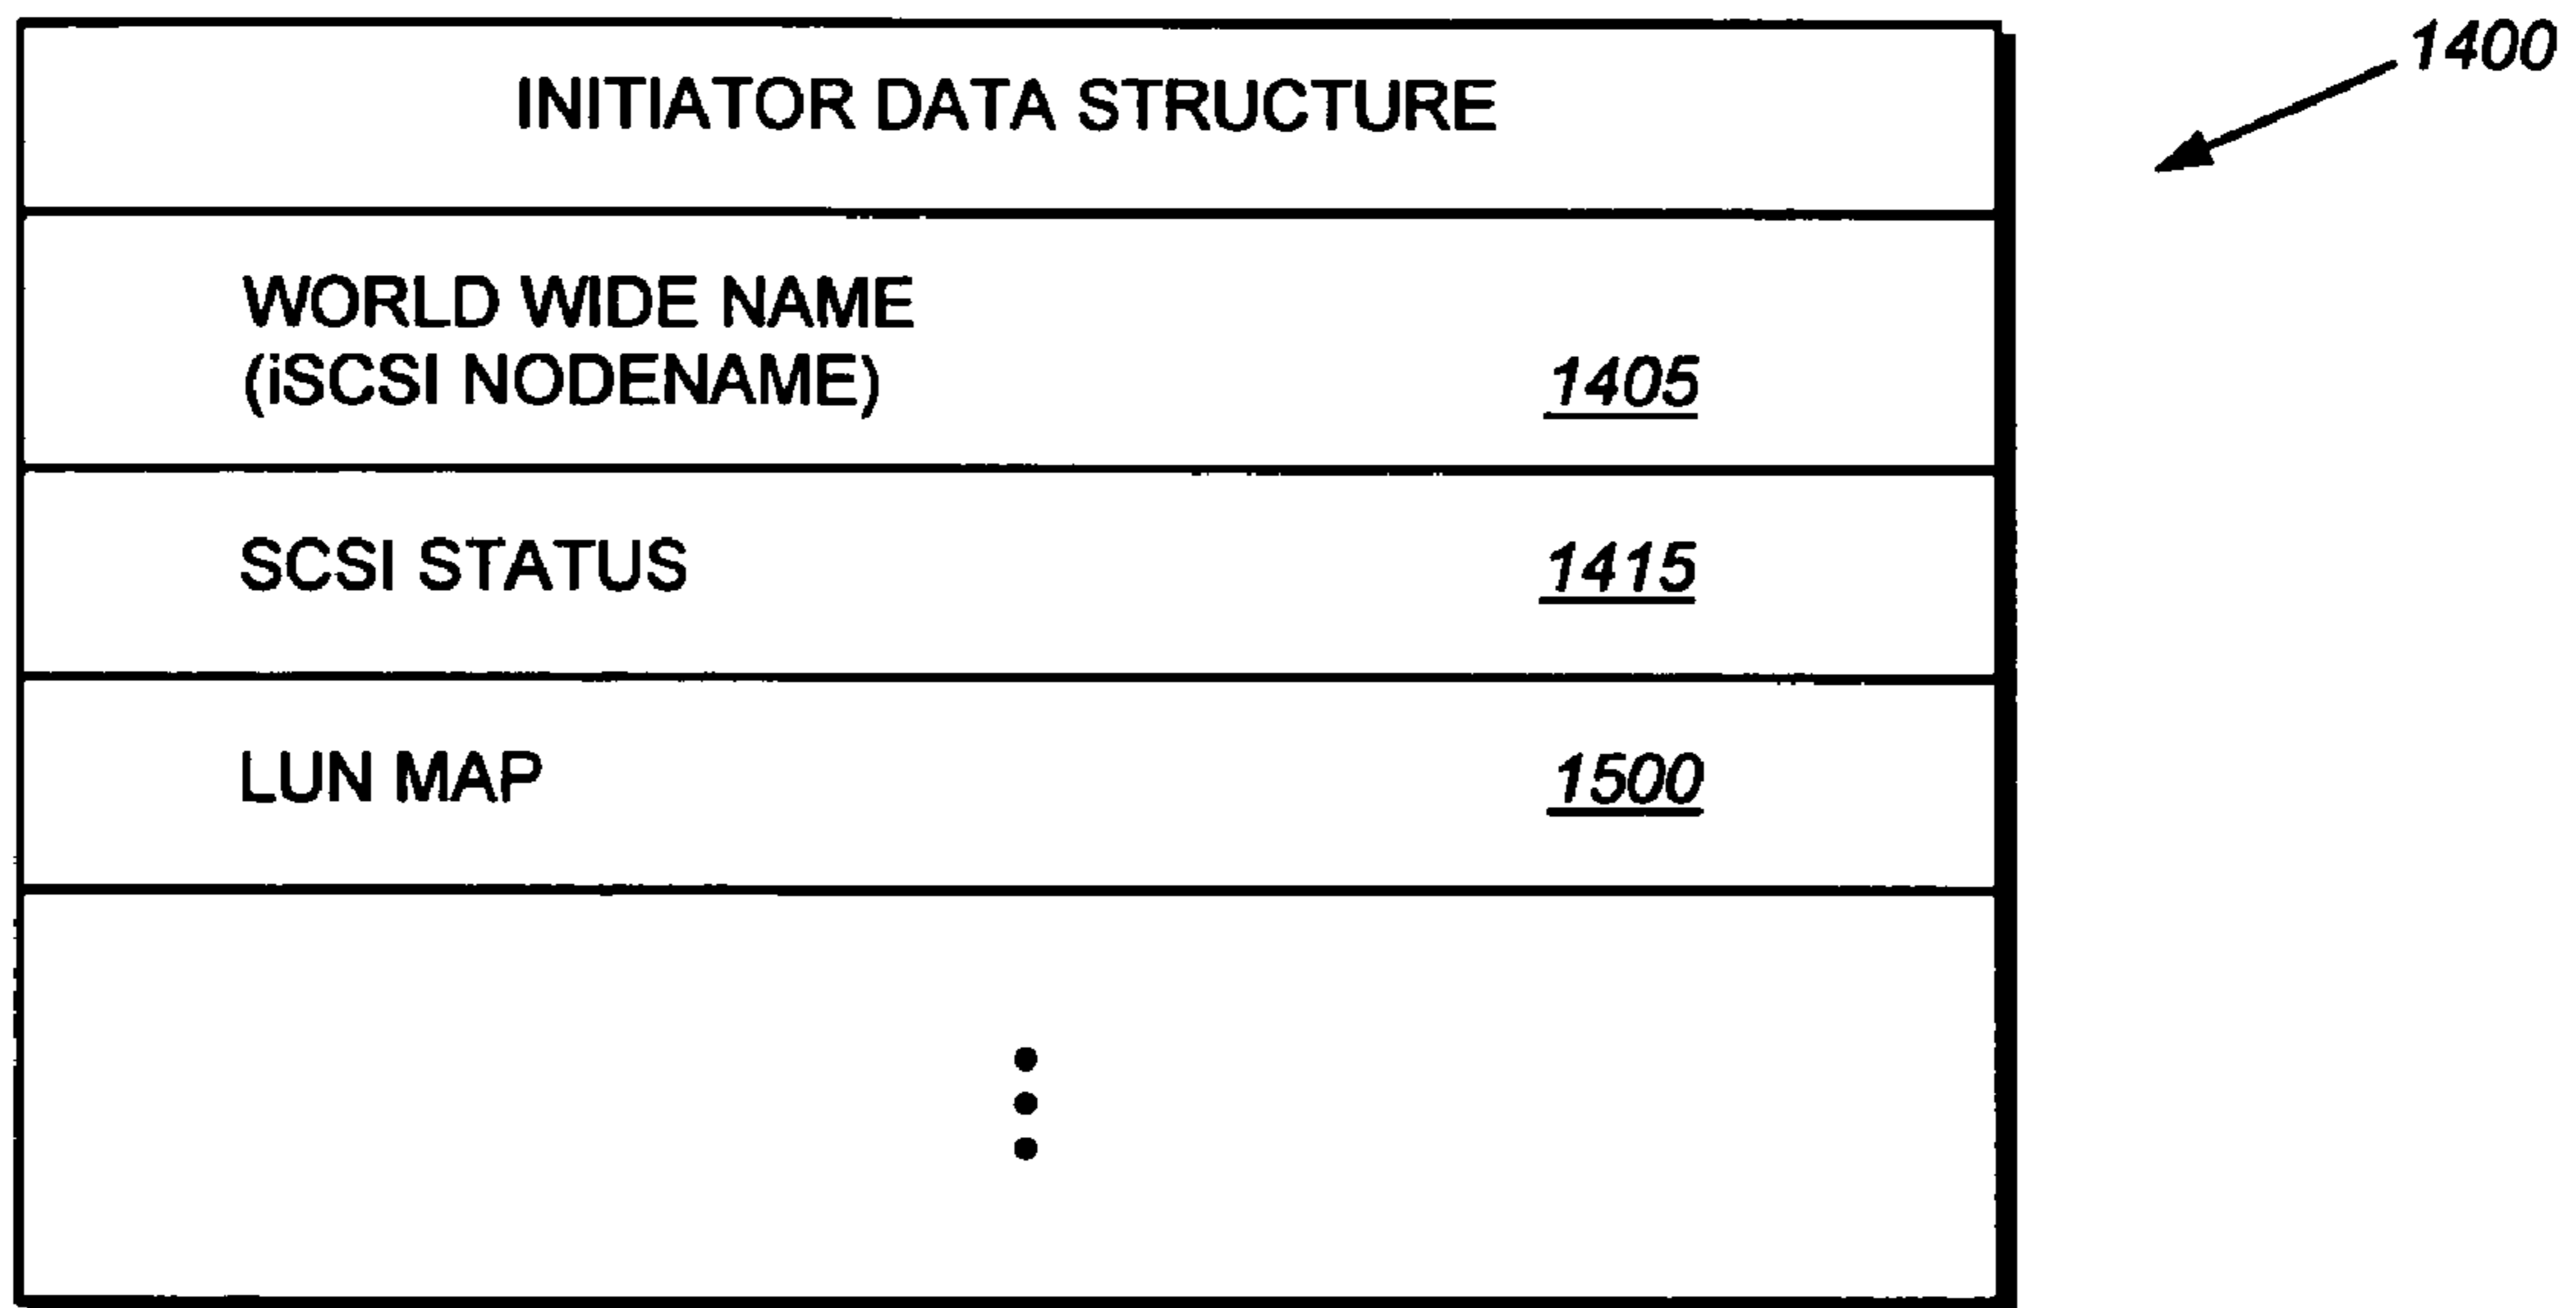 1400
INITIATOR DATA STRUCTURE
WORLD WIDE NAME
(iSCSI NODENAME) 1405
SCSI STATUS 1415
LUN MAP 1500